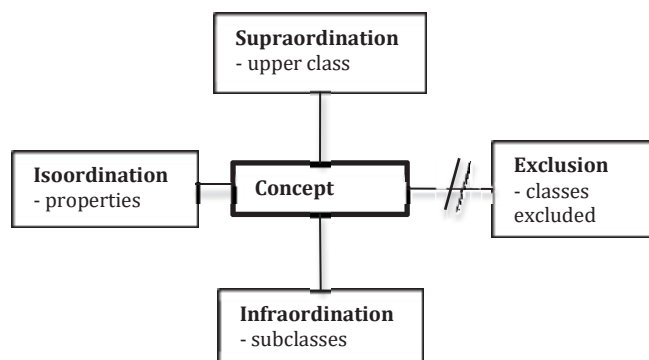 Supraordination
- upper class
Isoordination
- properties
Concept
Exclusion
- classes
excluded
Infraordination
- subclasses